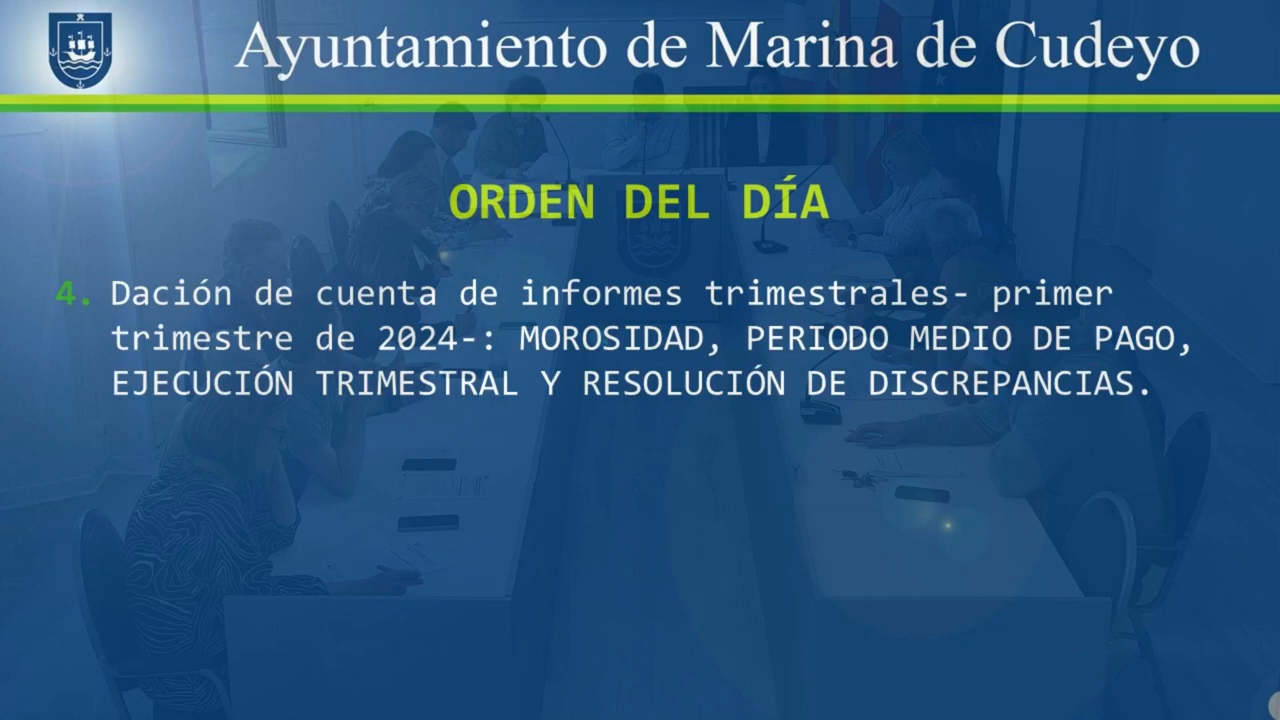 Ayuntamiento de Marina de Cudeyo
ORDEN DEL DÍA
4. Dación de cuenta de informes trimestrales- primer
trimestre de 2024-: MOROSIDAD, PERIODO MEDIO DE PAGO,
EJECUCIÓN TRIMESTRAL Y RESOLUCIÓN DE DISCREPANCIAS.